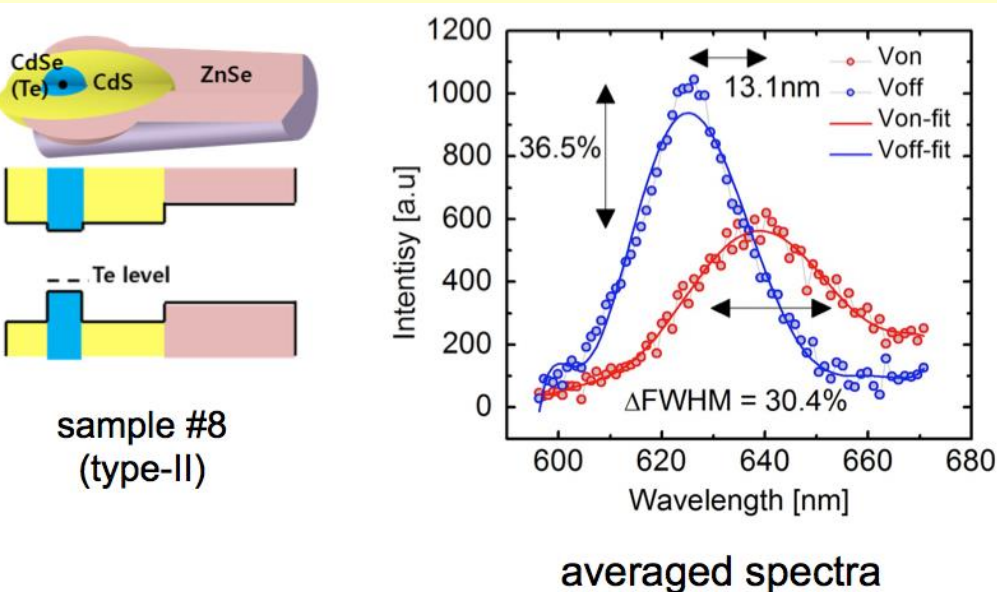 CdSe
(Te)
CdS
ZnSe
Te level
sample #8
(type-II)
1200
1000
800
600
400
200
0
Intentisy [a.u]
36.5%
13.1nm
Von
Voff
Von-fit
Voff-fit
ΔFWHM = 30.4%
600 620 640 660 680
Wavelength [nm]
averaged spectra